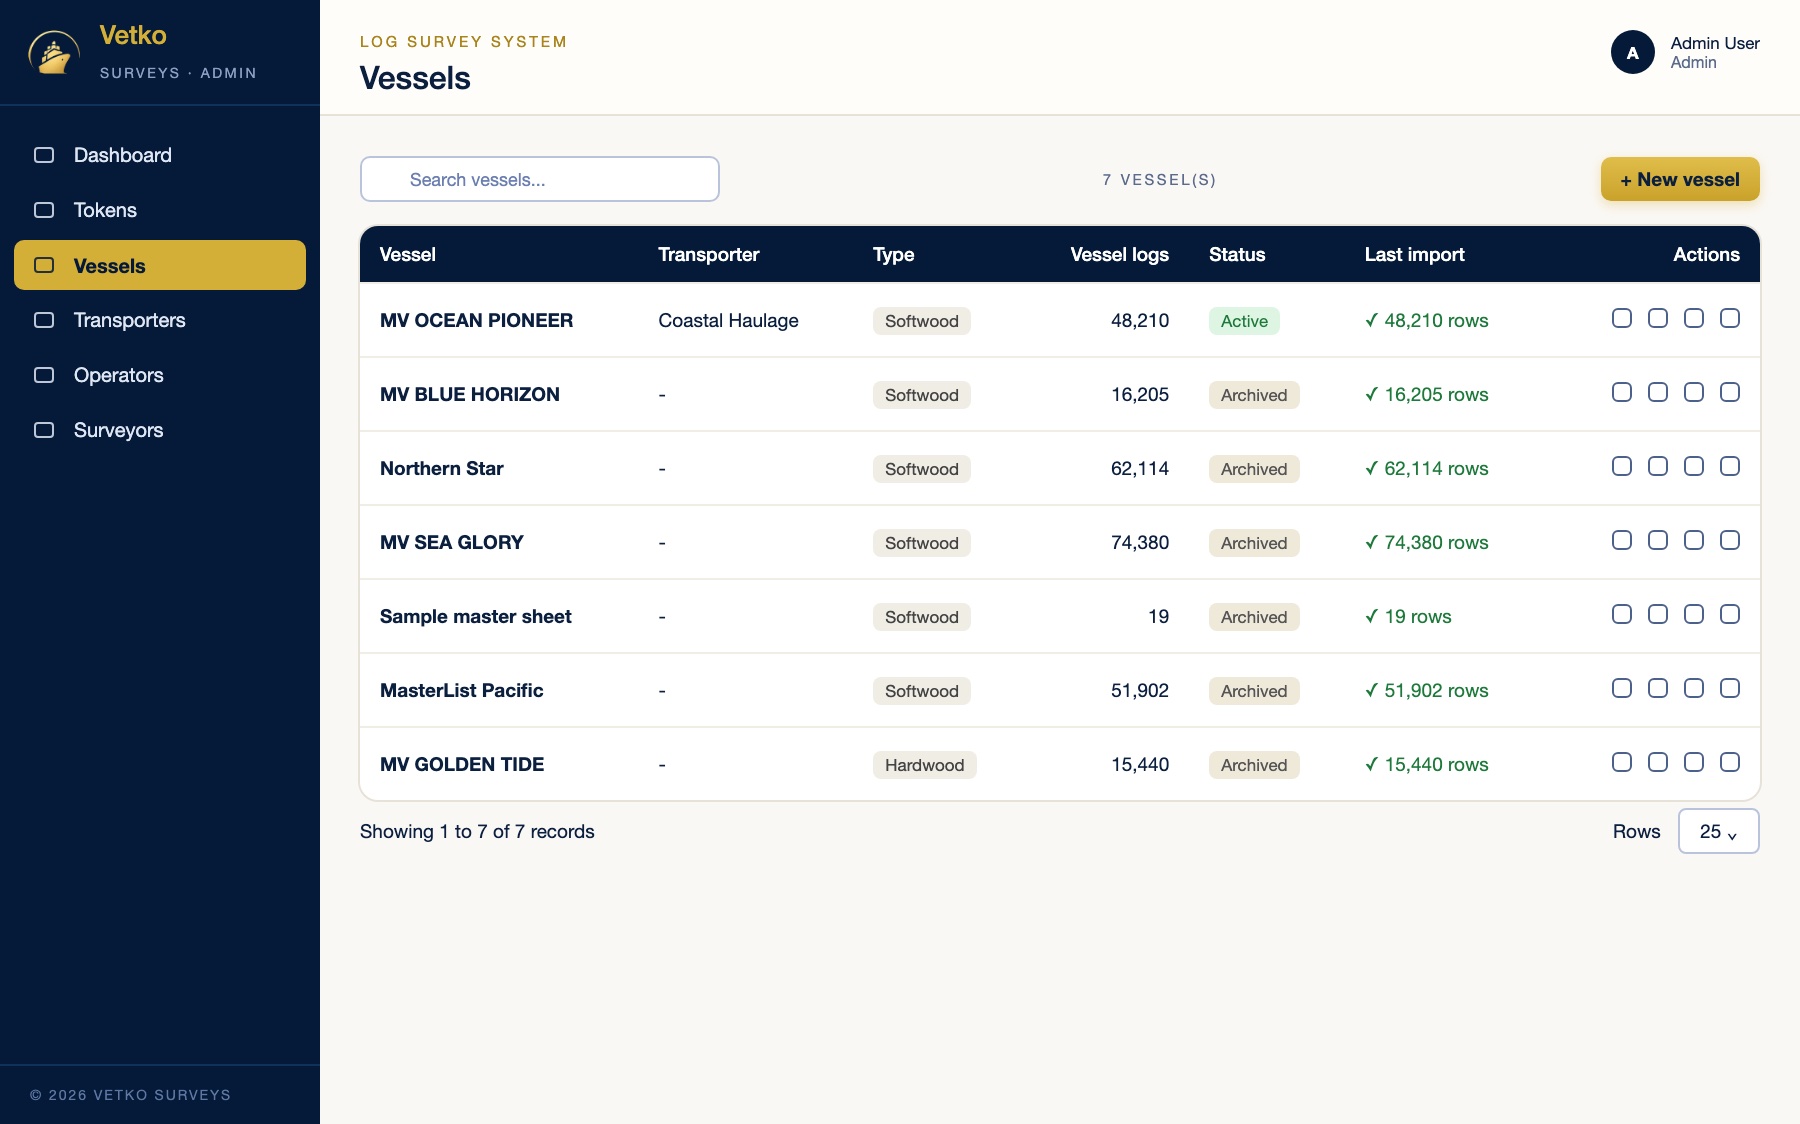 Vetko
SURVEYS · ADMIN
Dashboard
Tokens
Vessels
Transporters
Operators
Surveyors
© 2026 VETKO SURVEYS
LOG SURVEY SYSTEM
Vessels
A
Admin User
Admin
Search vessels...
7 VESSEL(S)
+ New vessel
Vessel Transporter Type Vessel logs Status Last import Actions
MV OCEAN PIONEER Coastal Haulage Softwood 48,210 Active ✓ 48,210 rows
MV BLUE HORIZON - Softwood 16,205 Archived ✓ 16,205 rows
Northern Star - Softwood 62,114 Archived ✓ 62,114 rows
MV SEA GLORY - Softwood 74,380 Archived ✓ 74,380 rows
Sample master sheet - Softwood 19 Archived ✓ 19 rows
MasterList Pacific - Softwood 51,902 Archived ✓ 51,902 rows
MV GOLDEN TIDE - Hardwood 15,440 Archived ✓ 15,440 rows
Showing 1 to 7 of 7 records
Rows 25